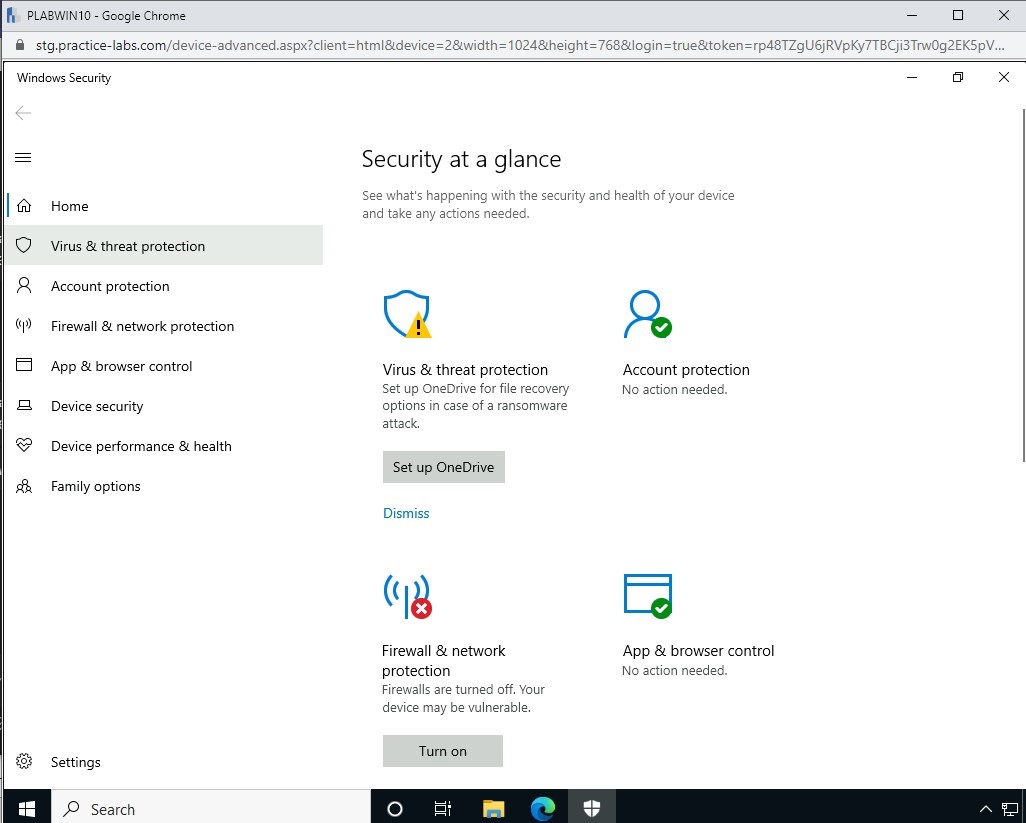 PLABWIN10 - Google Chrome
stg.practice-labs.com/device-advanced.aspx?client=html&device=2&width=1024&height=768&login=true&token=rp48TZgU6jRVpKy7TBCji3Trw0g2EK5pV...
Windows Security
Security at a glance
See what's happening with the security and health of your device
and take any actions needed.
Home
Virus & threat protection
Account protection
Firewall & network protection
App & browser control
Device security
Device performance & health
Family options
Settings
Virus & threat protection
Set up OneDrive for file recovery
options in case of a ransomware
attack.
Set up OneDrive
Dismiss
Account protection
No action needed.
Firewall & network
protection
Firewalls are turned off. Your
device may be vulnerable.
Turn on
App & browser control
No action needed.
Search